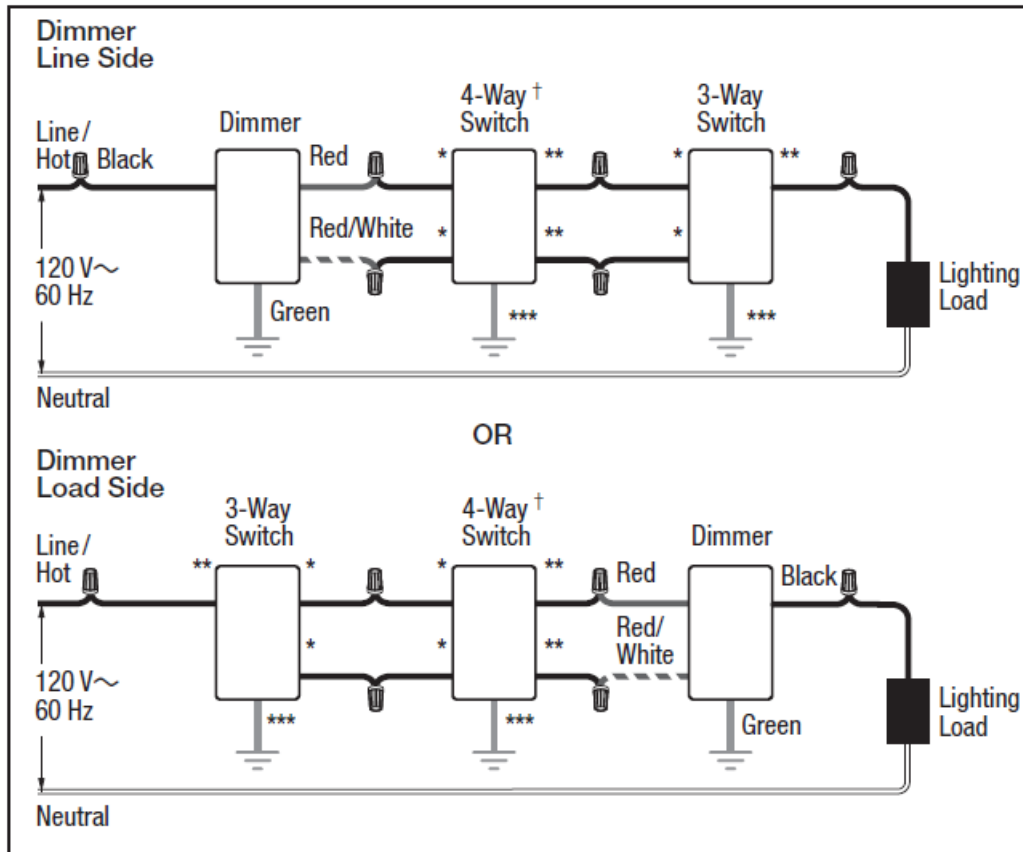 Dimmer
Line Side
4-Way †
Switch
3-Way
Switch
Dimmer
Line/
Hot
Black
Red
*
**
*
**
Red/White
*
**
*
120 V~
60 Hz
Green
***
***
Lighting
Load
Neutral
OR
Dimmer
Load Side
3-Way
Switch
4-Way †
Switch
Dimmer
Line/
Hot
**
*
*
**
Red
Black
*
*
**
Red/
White
120 V~
60 Hz
***
***
Green
Lighting
Load
Neutral